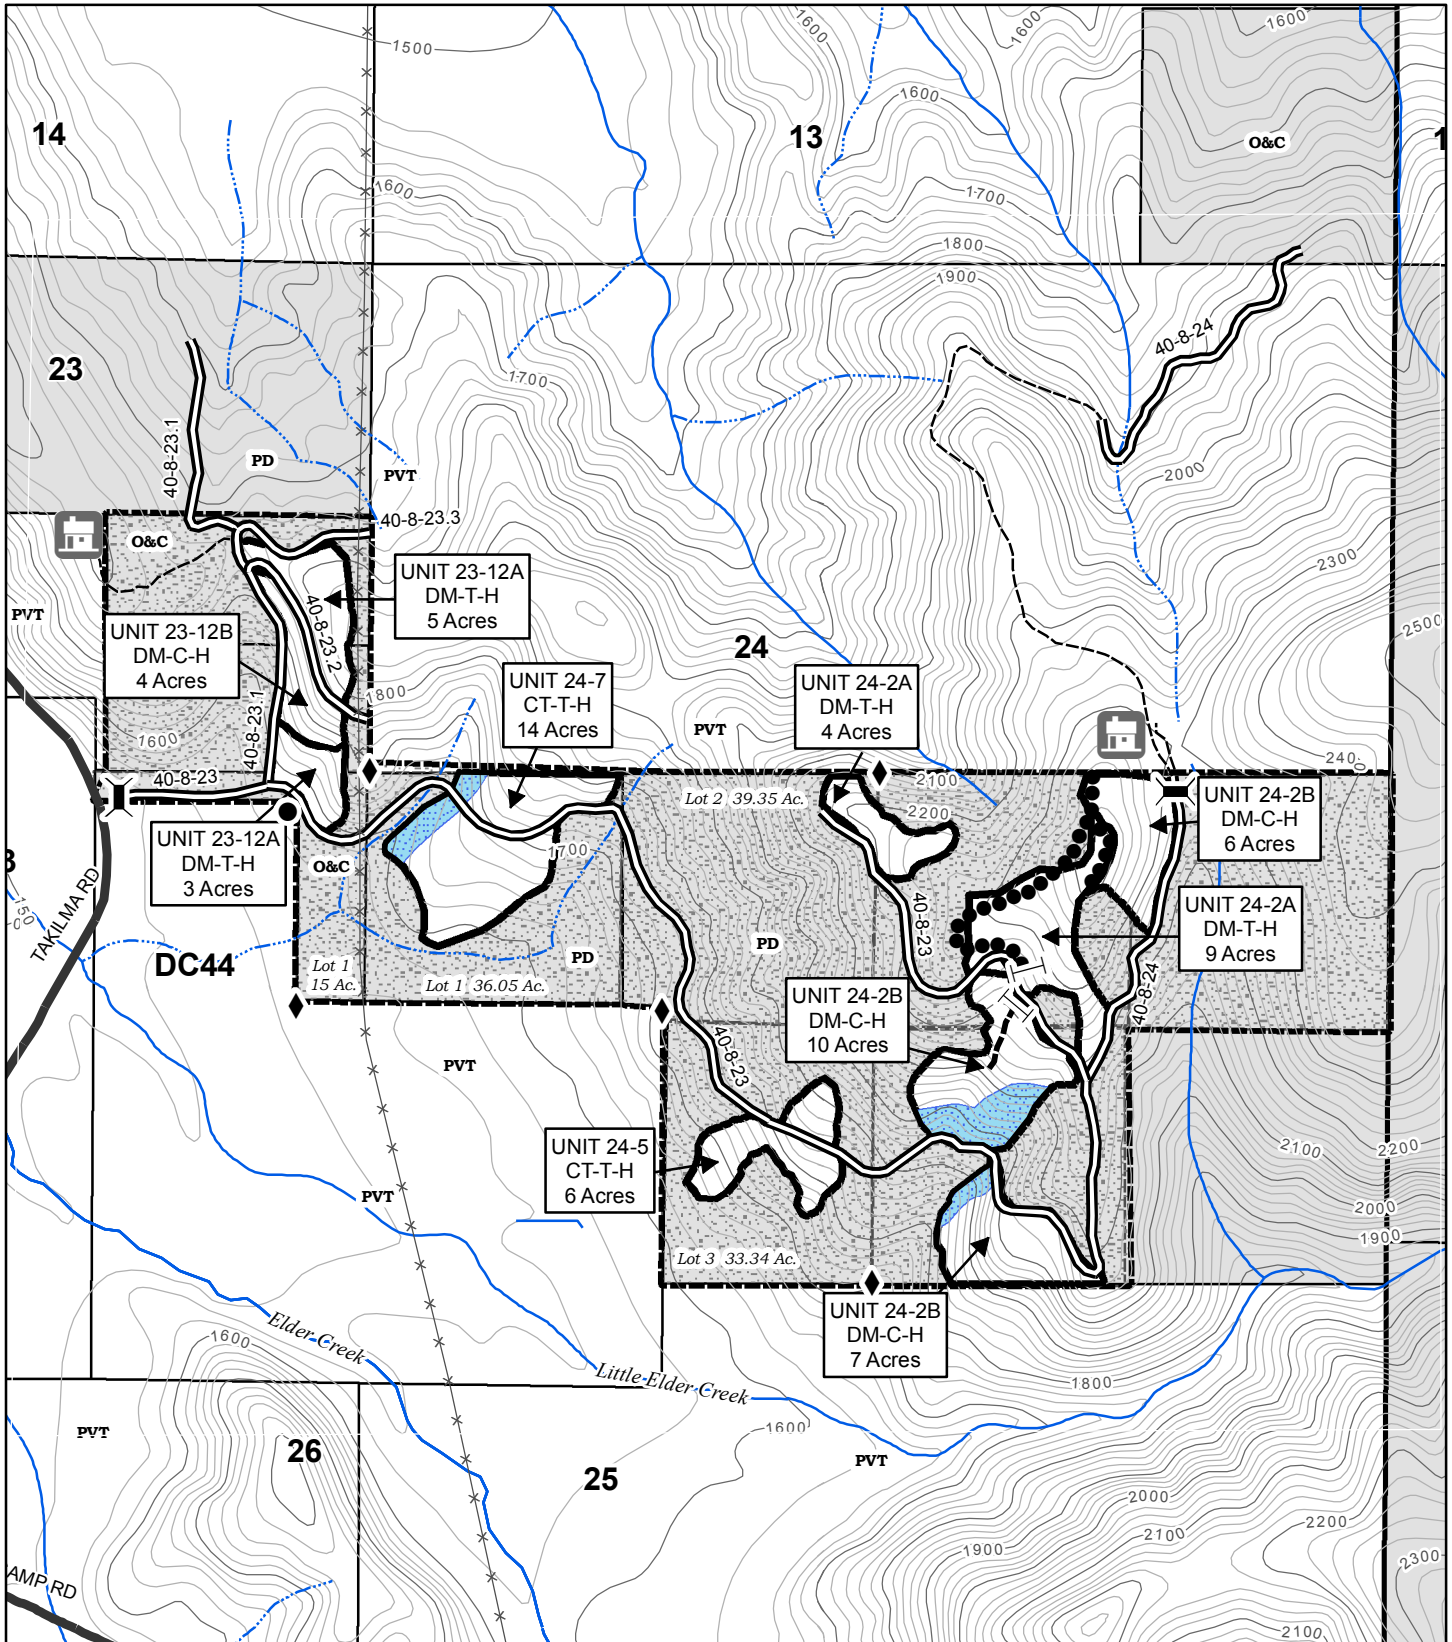 1500
1600
1600
1600
14
13
1600
O&C
1
1600
1700
1800
1900
40-8-24
23
1700
40-8-23.1
PD
PVT
2000
40-8-23.3
O&C
2300
UNIT 23-12A
DM-T-H
5 Acres
PVT
40-8-23.2
UNIT 23-12B
DM-C-H
4 Acres
2500
24
UNIT 24-7
CT-T-H
14 Acres
UNIT 24-2A
DM-T-H
4 Acres
1800
40-8-23.1
1600
PVT
2400
40-8-23
2100
Lot 2 39.35 Ac.
2200
UNIT 24-2B
DM-C-H
6 Acres
UNIT 23-12A
DM-T-H
3 Acres
O&C
1700
3
TAKILMA RD
150
0
40-8-23
UNIT 24-2A
DM-T-H
9 Acres
PD
DC44
PD
Lot 1
15 Ac.
Lot 1 36.05 Ac.
UNIT 24-2B
DM-C-H
10 Acres
40-8-24
PVT
40-8-23
UNIT 24-5
CT-T-H
6 Acres
2100
2200
PVT
2000
1900
Lot 3 33.34 Ac.
UNIT 24-2B
DM-C-H
7 Acres
Elder Creek
1600
Little Elder Creek
1800
1600
PVT
26
25
PVT
2000
2200
2100
1900
2300
AMP RD
2100